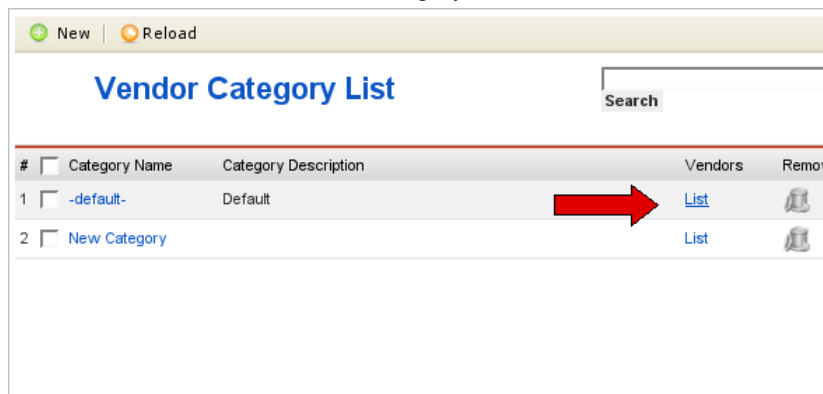 New | Reload
Vendor Category List
Search
# Category Name Category Description Vendors Remov
1 -default- Default List
2 New Category List